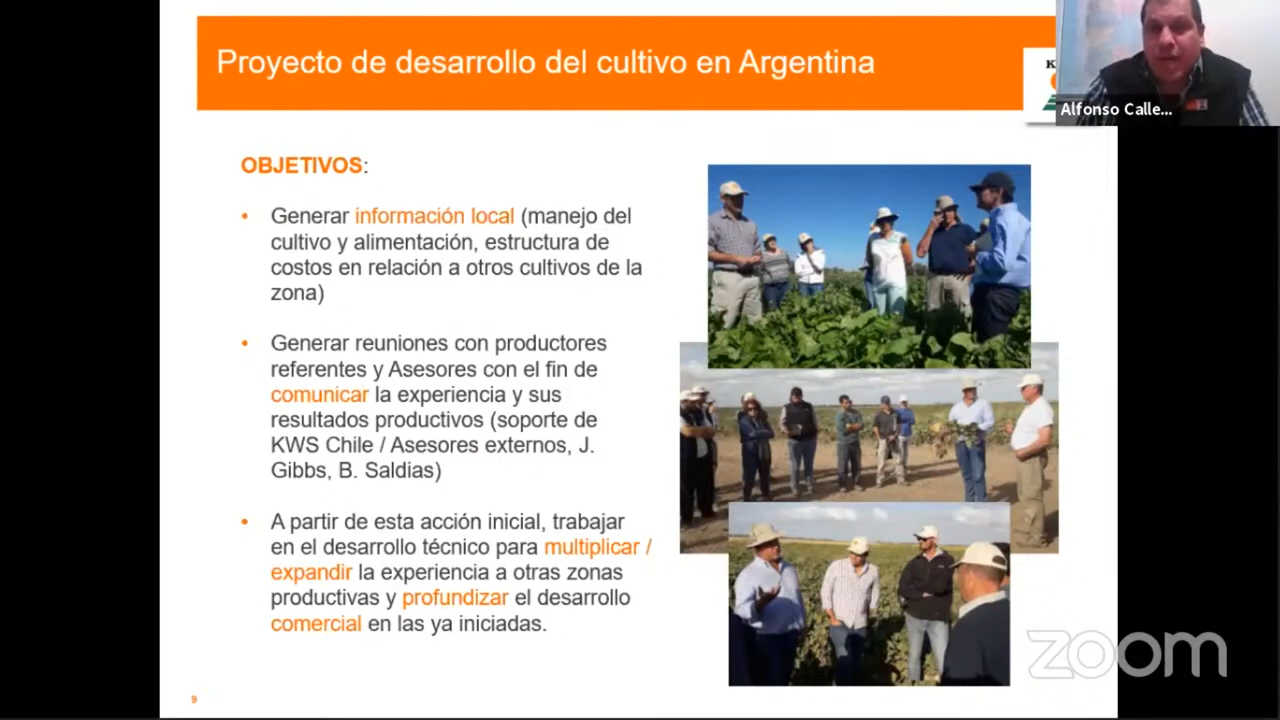 Proyecto de desarrollo del cultivo en Argentina
K
Alfonso Calle...
OBJETIVOS:
• Generar información local (manejo del
cultivo y alimentación, estructura de
costos en relación a otros cultivos de la
zona)
• Generar reuniones con productores
referentes y Asesores con el fin de
comunicar la experiencia y sus
resultados productivos (soporte de
KWS Chile / Asesores externos, J.
Gibbs, B. Saldias)
• A partir de esta acción inicial, trabajar
en el desarrollo técnico para multiplicar /
expandir la experiencia a otras zonas
productivas y profundizar el desarrollo
comercial en las ya iniciadas.
zoom
9